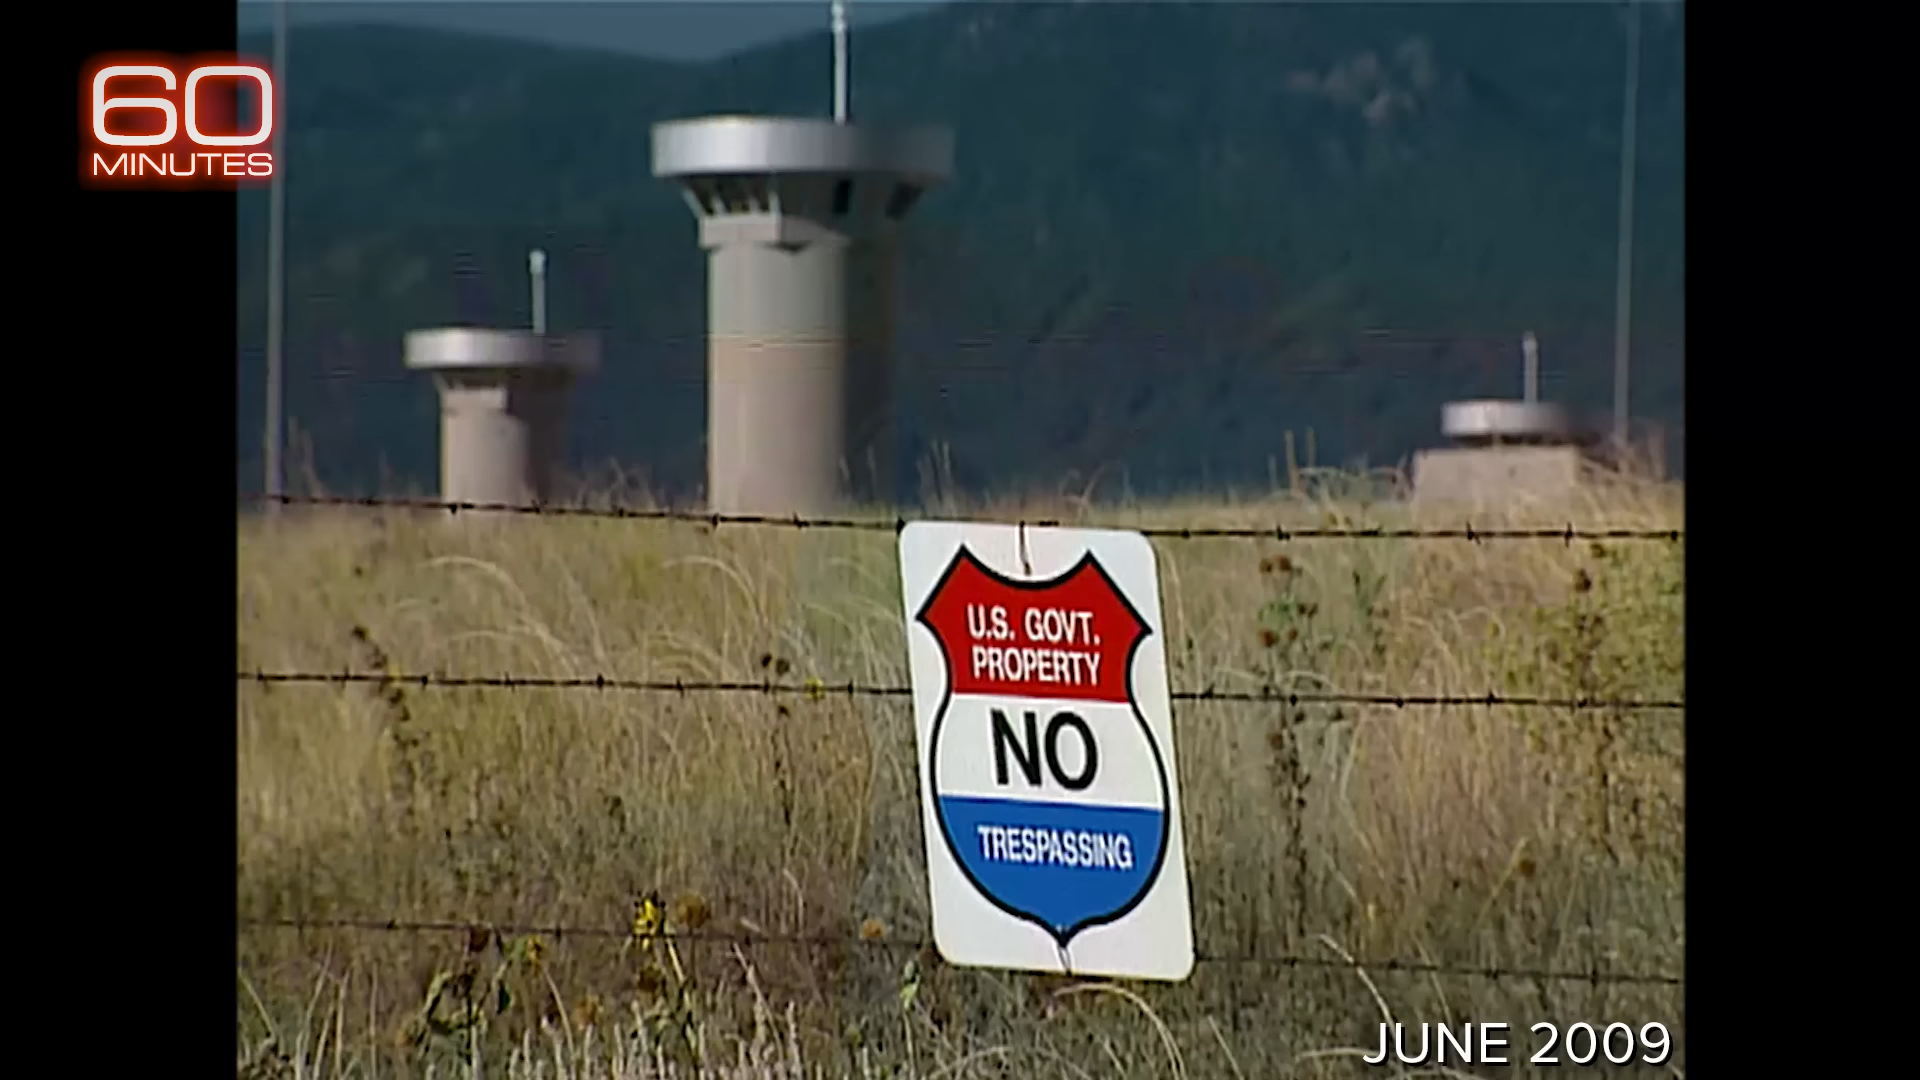 60
MINUTES
U.S. GOVT.
PROPERTY
NO
TRESPASSING
JUNE 2009